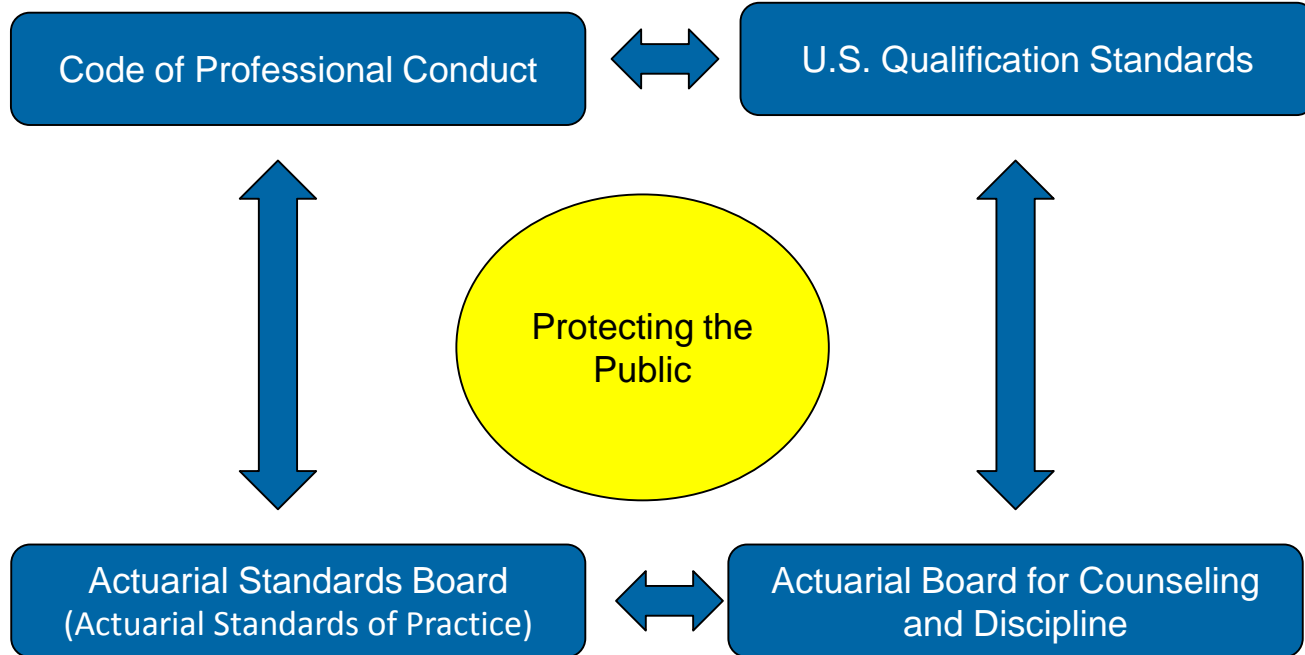 Code of Professional Conduct
U.S. Qualification Standards
Protecting the
Public
Actuarial Standards Board
(Actuarial Standards of Practice)
Actuarial Board for Counseling
and Discipline